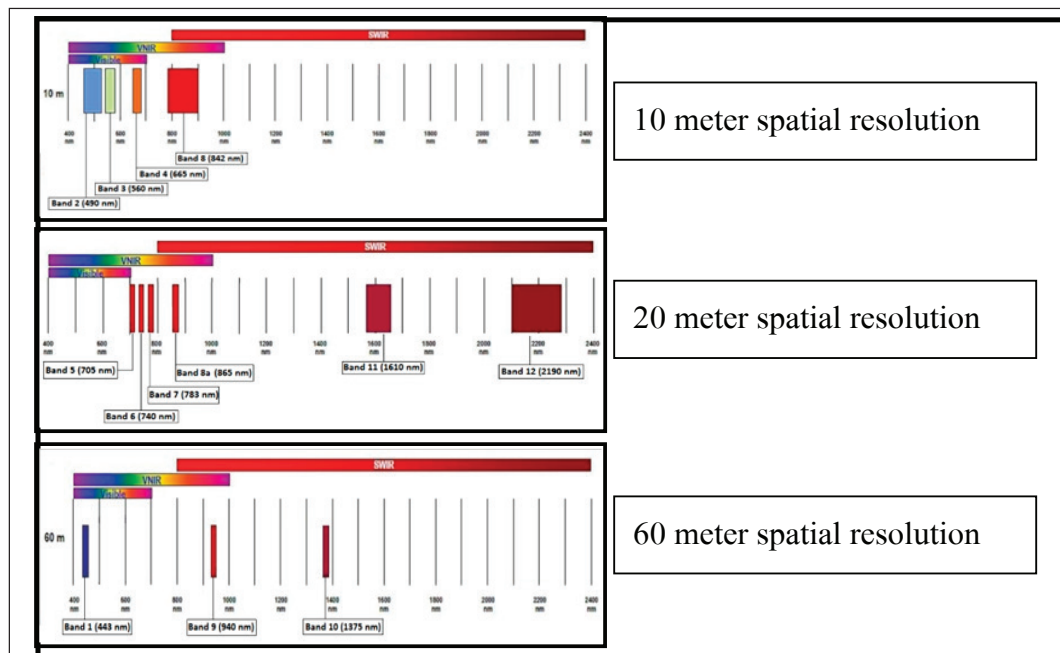 SWIR
VNIR
Visible
10 m
400 nm 600 nm 800 nm 1000 nm 1200 nm 1400 nm 1600 nm 1800 nm 2000 nm 2200 nm 2400 nm
Band 8 (842 nm)
Band 4 (665 nm)
Band 3 (560 nm)
Band 2 (490 nm)
10 meter spatial resolution
SWIR
VNIR
Visible
400 nm 600 nm 800 nm 1000 nm 1200 nm 1400 nm 1600 nm 1800 nm 2000 nm 2200 nm 2400 nm
Band 5 (705 nm)
Band 8a (865 nm)
Band 11 (1610 nm)
Band 12 (2190 nm)
Band 7 (783 nm)
Band 6 (740 nm)
20 meter spatial resolution
SWIR
VNIR
Visible
60 m
400 nm 600 nm 800 nm 1000 nm 1200 nm 1400 nm 1600 nm 1800 nm 2000 nm 2200 nm 2400 nm
Band 1 (443 nm)
Band 9 (940 nm)
Band 10 (1375 nm)
60 meter spatial resolution